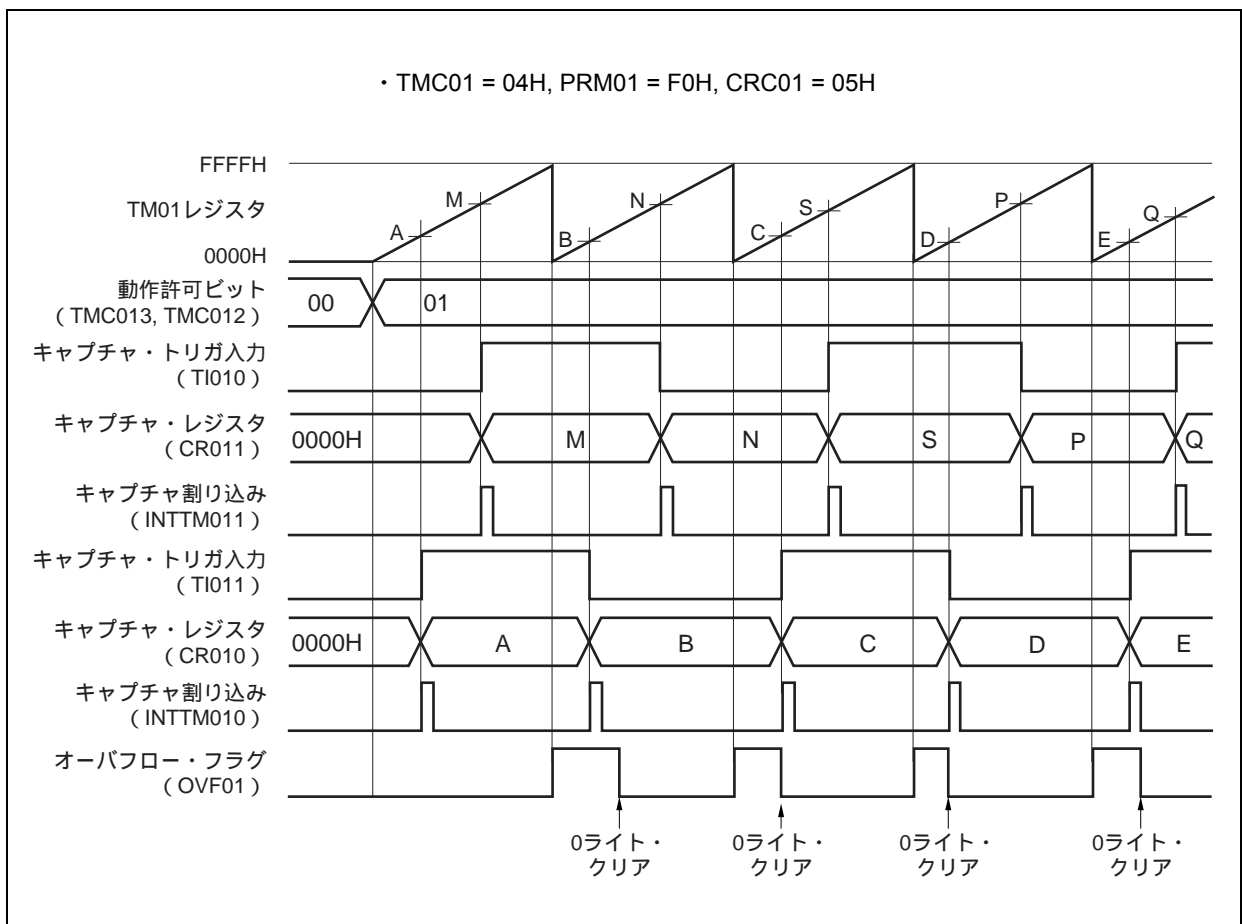 ・TMC01 = 04H, PRM01 = F0H, CRC01 = 05H
FFFFH
TM01レジスタ
0000H
A
M
B
N
C
S
D
P
E
Q
動作許可ビット
（TMC013, TMC012）
00
01
キャプチャ・トリガ入力
（TI010）
キャプチャ・レジスタ
（CR011）
0000H
M
N
S
P
Q
キャプチャ割り込み
（INTTM011）
キャプチャ・トリガ入力
（TI011）
キャプチャ・レジスタ
（CR010）
0000H
A
B
C
D
E
キャプチャ割り込み
（INTTM010）
オーバフロー・フラグ
（OVF01）
0ライト・
クリア
0ライト・
クリア
0ライト・
クリア
0ライト・
クリア